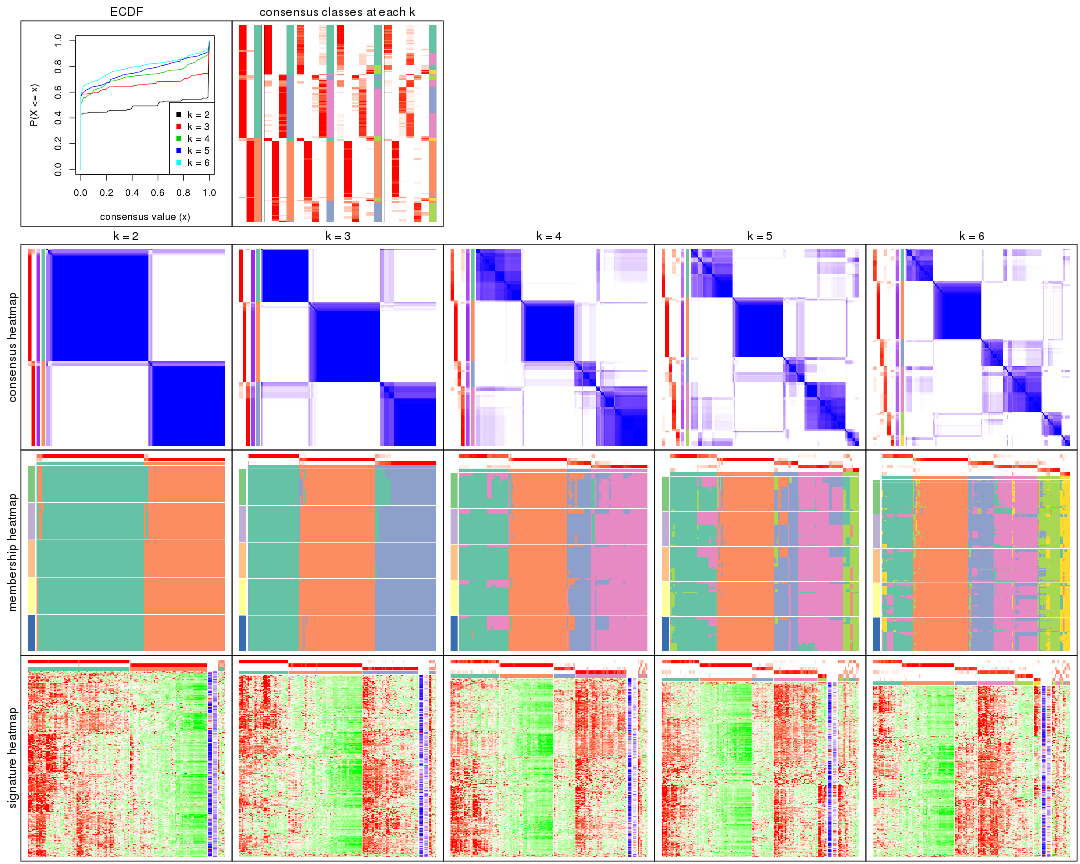 ECDF
consensus classes at each k
P(X <= x)
1.0
0.8
0.6
0.4
0.2
0.0
k = 2
k = 3
k = 4
k = 5
k = 6
0.0 0.2 0.4 0.6 0.8 1.0
consensus value (x)
k = 2
k = 3
k = 4
k = 5
k = 6
consensus heatmap
membership heatmap
signature heatmap